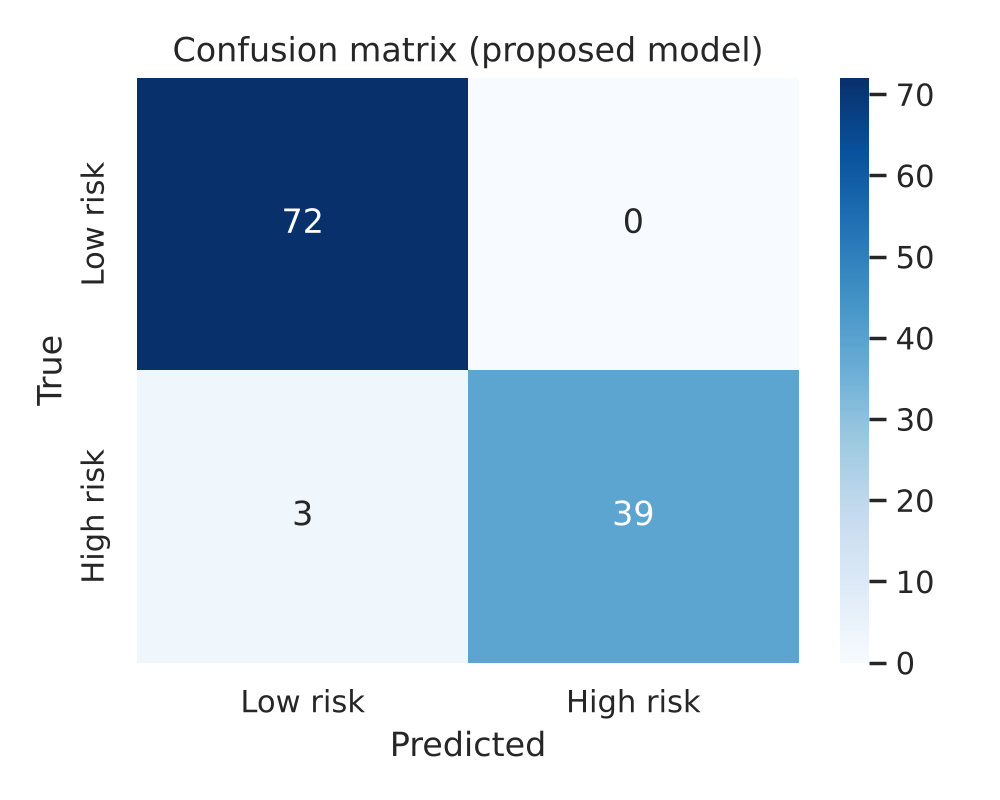 Confusion matrix (proposed model)
True
Low risk
High risk
72
0
3
39
Low risk
High risk
Predicted
70
60
50
40
30
20
10
0